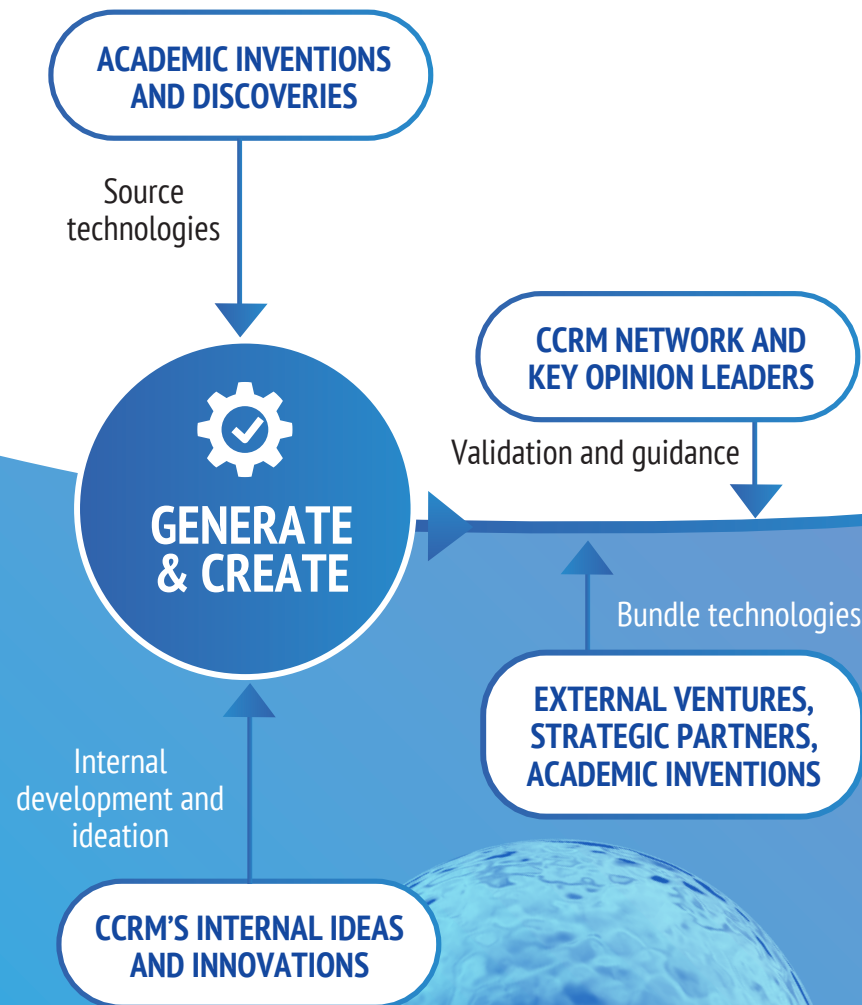 ACADEMIC INVENTIONS
AND DISCOVERIES
Source
technologies
CCRM NETWORK AND
KEY OPINION LEADERS
Validation and guidance
GENERATE
& CREATE
Bundle technologies
EXTERNAL VENTURES,
STRATEGIC PARTNERS,
ACADEMIC INVENTIONS
Internal
development and
ideation
CCRM’S INTERNAL IDEAS
AND INNOVATIONS